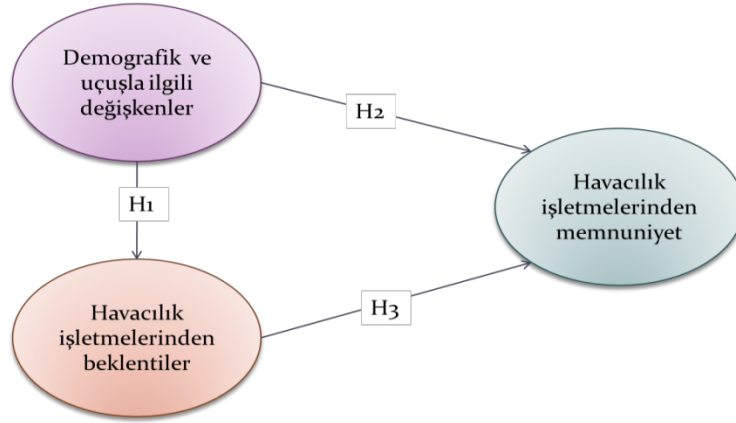 Demografik ve
uçuşla ilgili
değişkenler
H2
H1
Havacılık
işletmelerinden
memnuniyet
H3
Havacılık
işletmelerinden
beklentiler